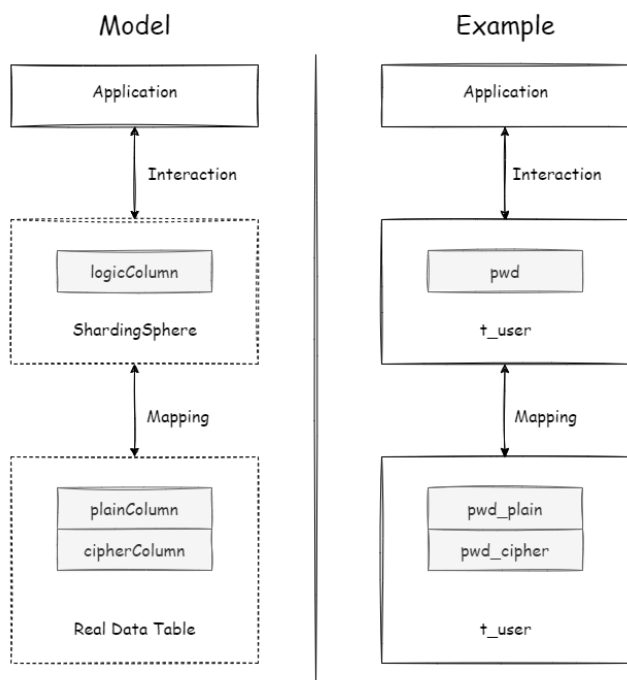 Model
Application
Interaction
logicColumn
ShardingSphere
Mapping
plainColumn
cipherColumn
Real Data Table
Example
Application
Interaction
pwd
t_user
Mapping
pwd_plain
pwd_cipher
t_user